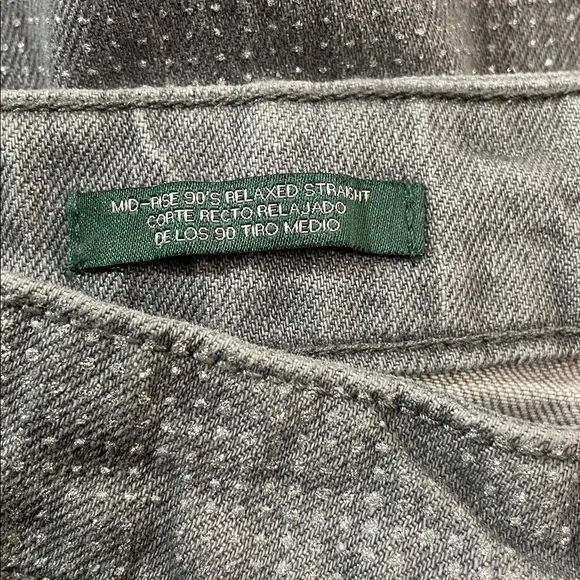 MID-RISE 90'S RELAXED STRAIGHT
CORTE RECTO RELAJADO
DE LOS 90 TIRO MEDIO